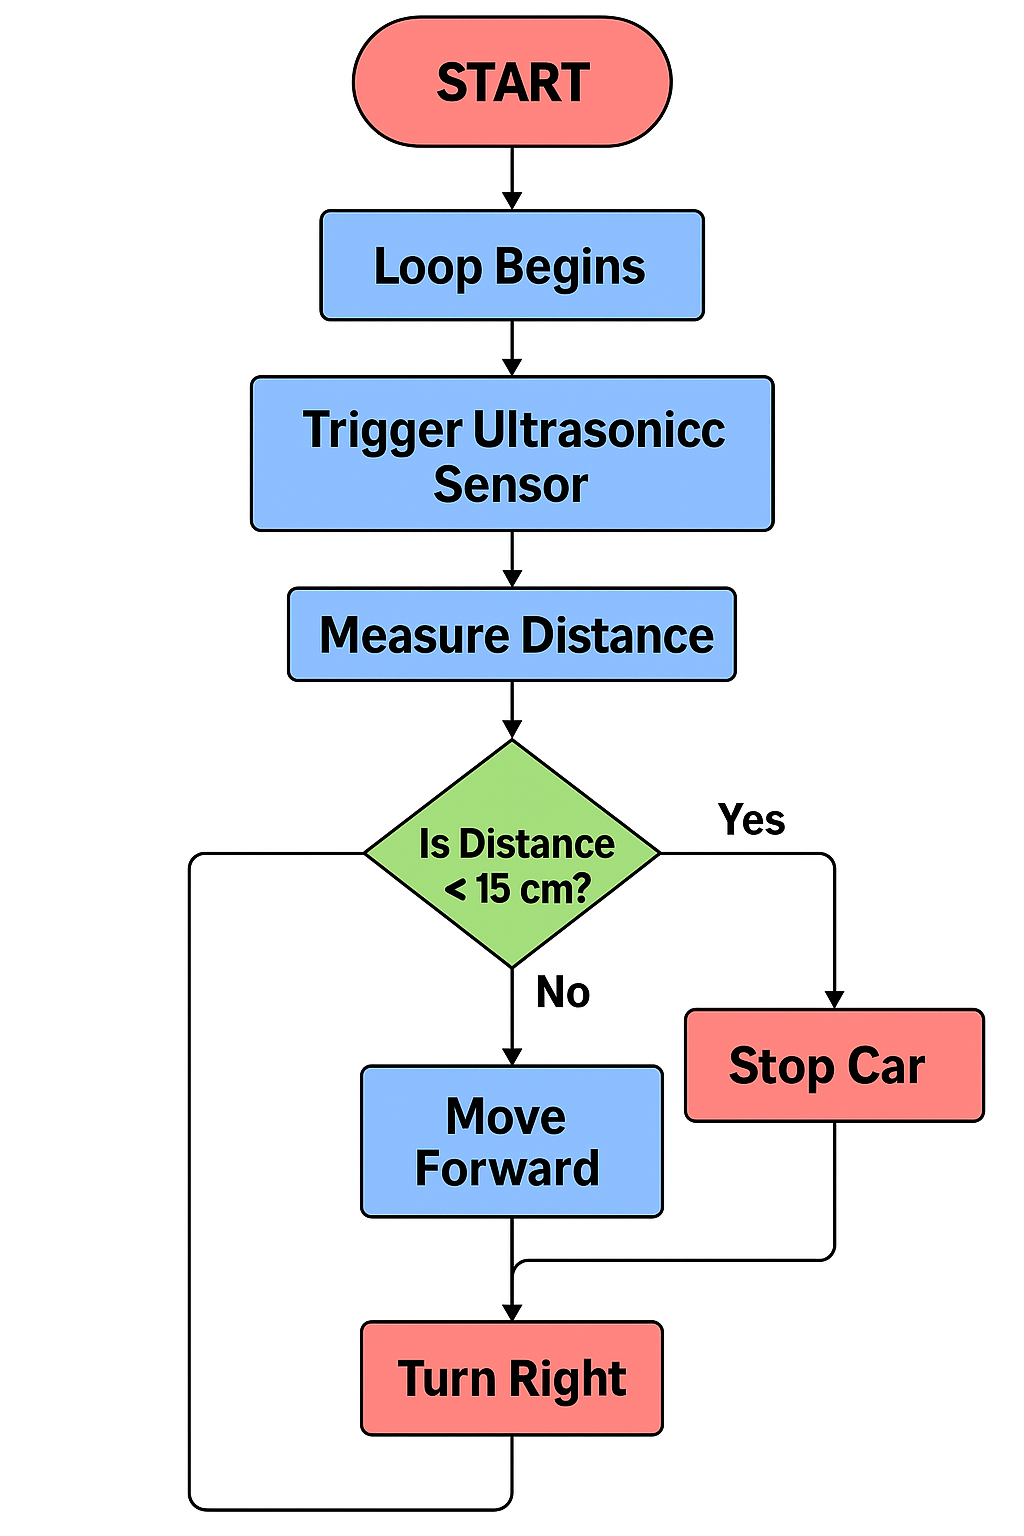 START
Loop Begins
Trigger Ultrasonicc
Sensor
Measure Distance
Is Distance
< 15 cm?
Yes
No
Stop Car
Move
Forward
Turn Right